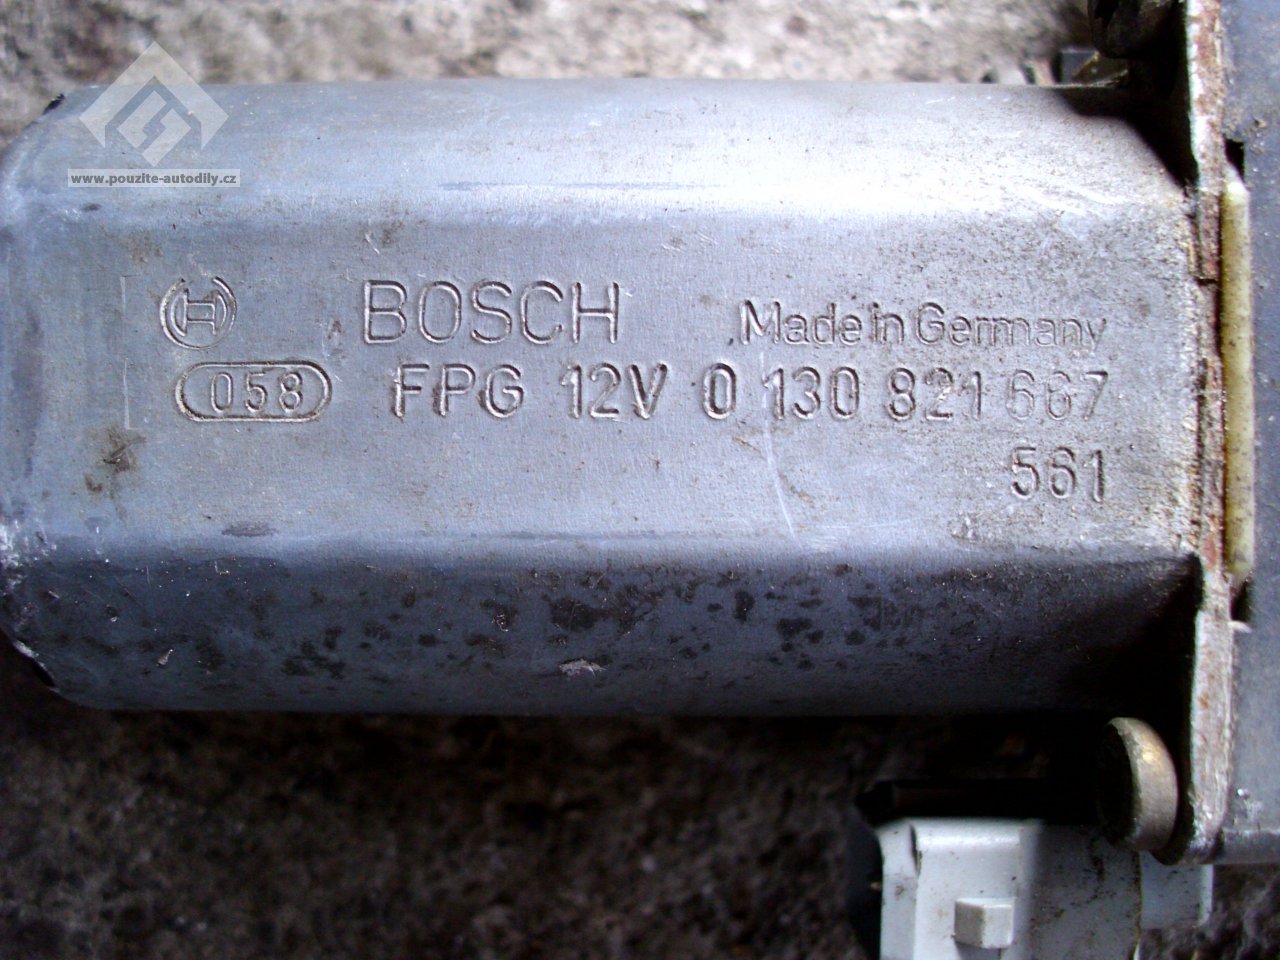 www.pouzite-autodily.cz
BOSCH Made in Germany
058 FPG 12V 0 130 821 667
561